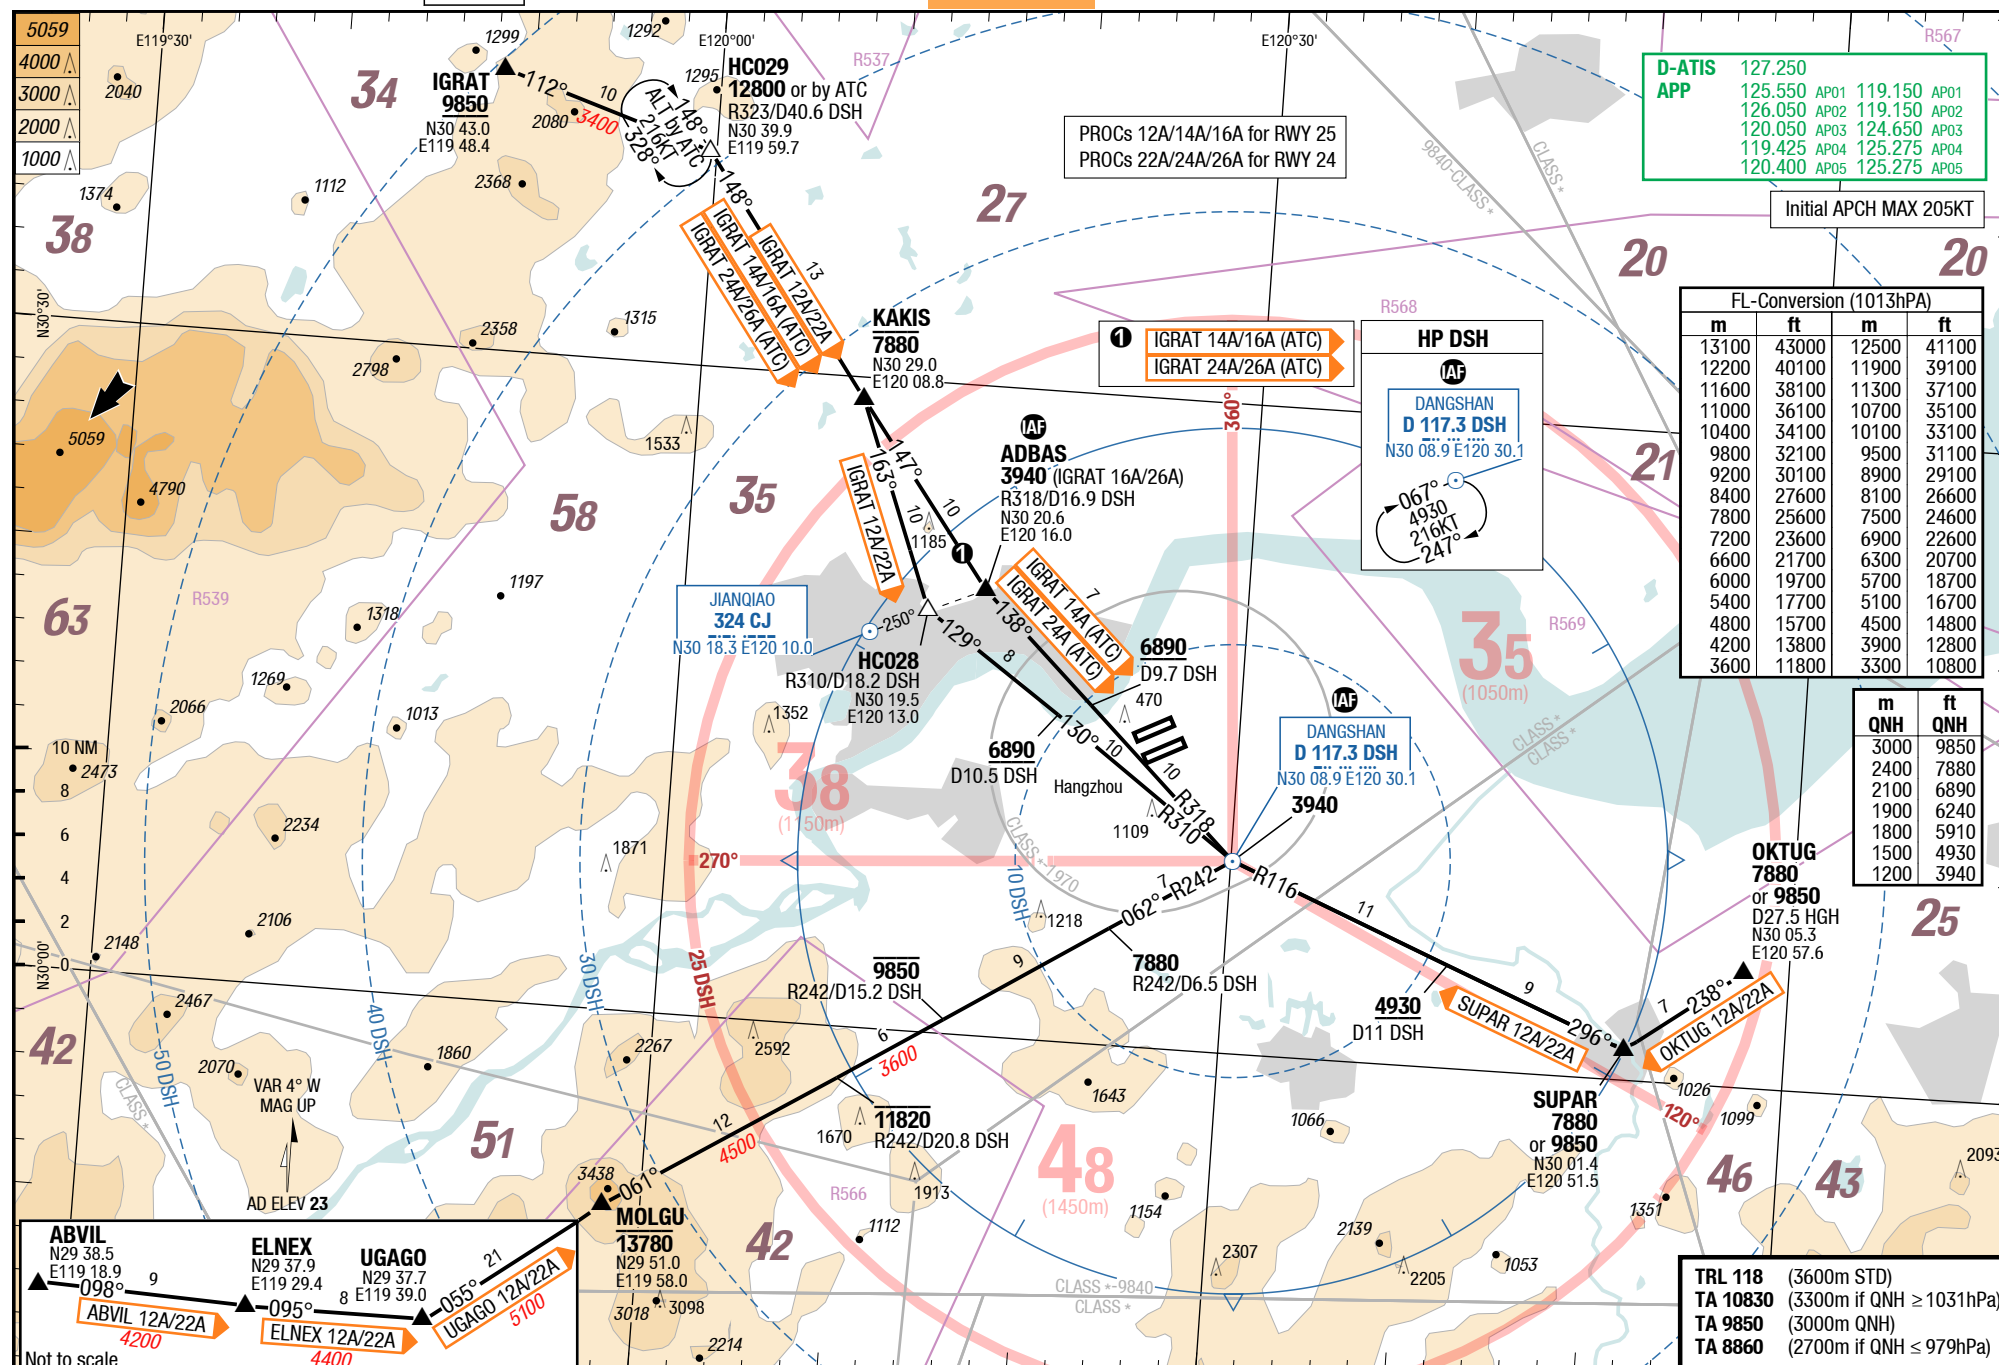 5059
4000
3000
2000
1000
E119°30'
E120°00'
E120°30'
1299
1292
2040
34
IGRAT
9850
N30 43.0
E119 48.4
112°
10
3400
2080
1295
HC029
12800 or by ATC
R323/D40.6 DSH
N30 39.9
E119 59.7
148°
ALT by ATC
216KT
328°
R537
R567
D-ATIS 127.250
APP 125.550 AP01 119.150 AP01
126.050 AP02 119.150 AP02
120.050 AP03 124.650 AP03
119.425 AP04 125.275 AP04
120.400 AP05 125.275 AP05
PROCs 12A/14A/16A for RWY 25
PROCs 22A/24A/26A for RWY 24
9840-CLASS *
CLASS *
Initial APCH MAX 205KT
1374
1112
2368
38
27
20
20
148°
13
IGRAT 12A/22A
IGRAT 14A/16A (ATC)
IGRAT 24A/26A (ATC)
N30°30'
2358
2798
1315
KAKIS
7880
N30 29.0
E120 08.8
R568
1 IGRAT 14A/16A (ATC)
IGRAT 24A/26A (ATC)
HP DSH
IAF
DANGSHAN
D 117.3 DSH
N30 08.9 E120 30.1
067°
4930
216KT
247°
FL-Conversion (1013hPA)
m ft m ft
13100 43000 12500 41100
12200 40100 11900 39100
11600 38100 11300 37100
11000 36100 10700 35100
10400 34100 10100 33100
9800 32100 9500 31100
9200 30100 8900 29100
8400 27600 8100 26600
7800 25600 7500 24600
7200 23600 6900 22600
6600 21700 6300 20700
6000 19700 5700 18700
5400 17700 5100 16700
4800 15700 4500 14800
4200 13800 3900 12800
3600 11800 3300 10800
m ft
QNH QNH
3000 9850
2400 7880
2100 6890
1900 6240
1800 5910
1500 4930
1200 3940
5059
4790
1533
360°
21
58
35
147°
163°
10
10
1185
1
IGRAT 12A/22A
IAF
ADBAS
3940 (IGRAT 16A/26A)
R318/D16.9 DSH
N30 20.6
E120 16.0
1197
63
R539
1318
JIANQIAO
324 CJ
N30 18.3 E120 10.0
250°
HC028
R310/D18.2 DSH
N30 19.5
E120 13.0
129°
8
138°
7
IGRAT 14A (ATC)
IGRAT 24A (ATC)
6890
D9.7 DSH
470
35
(1050m)
R569
1269
2066
1013
1352
10 NM
8
6
4
2
0
2473
6890
D10.5 DSH
130°
10
10
Hangzhou
1109
R318
R310
IAF
DANGSHAN
D 117.3 DSH
N30 08.9 E120 30.1
3940
CLASS *
CLASS *
38
(1150m)
2234
1871
270°
CLASS *-1970
10 DSH
1218
7
062°
R242
R116
11
OKTUG
7880
or 9850
D27.5 HGH
N30 05.3
E120 57.6
25
2106
2148
N30°00'
2467
42
25 DSH
30 DSH
40 DSH
50 DSH
9850
R242/D15.2 DSH
9
7880
R242/D6.5 DSH
4930
D11 DSH
9
SUPAR 12A/22A
296°
7
238°
OKTUG 12A/22A
2070
1860
2267
2592
6
3600
1643
1026
1099
120°
CLASS *
VAR 4° W
MAG UP
AD ELEV 23
12
4500
11820
R242/D20.8 DSH
1670
1913
R566
48
(1450m)
1066
SUPAR
7880
or 9850
N30 01.4
E120 51.5
46
43
2093
51
3438
061°
MOLGU
13780
N29 51.0
E119 58.0
42
1112
1154
2139
1351
2307
2205
1053
ABVIL
N29 38.5
E119 18.9
098°
9
ABVIL 12A/22A
4200
ELNEX
N29 37.9
E119 29.4
095°
8
ELNEX 12A/22A
4400
UGAGO
N29 37.7
E119 39.0
055°
21
UGAGO 12A/22A
5100
Not to scale
3018
3098
2214
CLASS *-9840
CLASS *
TRL 118 (3600m STD)
TA 10830 (3300m if QNH ≥ 1031hPa)
TA 9850 (3000m QNH)
TA 8860 (2700m if QNH ≤ 979hPa)